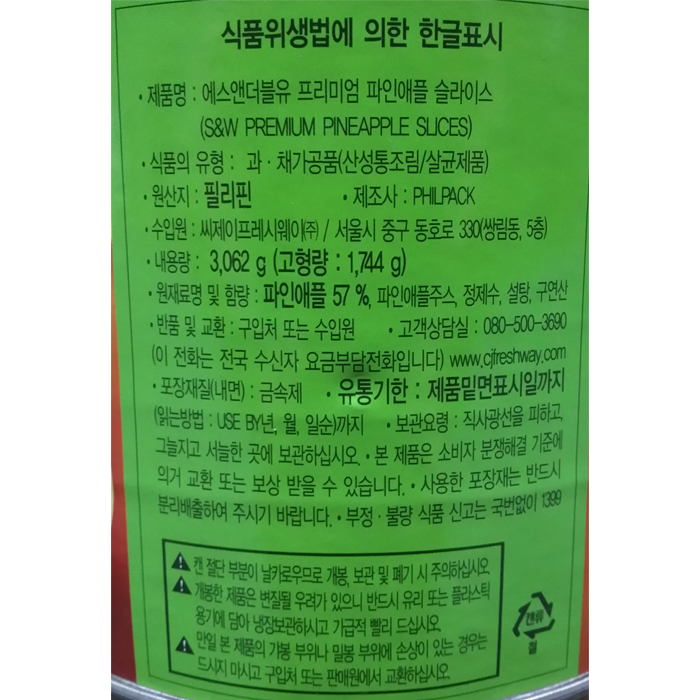 식품위생법에 의한 한글표시
• 제품명 : 에스앤더블유 프리미엄 파인애플 슬라이스
(S&W PREMIUM PINEAPPLE SLICES)
• 식품의 유형 : 과 · 채가공품(산성통조림/살균제품)
• 원산지 : 필리핀 • 제조사 : PHILPACK
• 수입원 : 씨제이프레시웨이㈜ / 서울시 중구 동호로 330(쌍림동, 5층)
• 내용량 : 3,062 g (고형량 : 1,744 g)
• 원재료명 및 함량 : 파인애플 57 %, 파인애플주스, 정제수, 설탕, 구연산
• 반품 및 교환 : 구입처 또는 수입원 • 고객상담실 : 080-500-3690
(이 전화는 전국 수신자 요금부담전화입니다) www.cjfreshway.com
• 포장재질(내면) : 금속제 • 유통기한 : 제품밑면표시일까지
(읽는방법 : USE BY년, 월, 일순)까지 • 보관요령 : 직사광선을 피하고,
그늘지고 서늘한 곳에 보관하십시오. • 본 제품은 소비자 분쟁해결 기준에
의거 교환 또는 보상 받을 수 있습니다. • 사용한 포장재는 반드시
분리배출하여 주시기 바랍니다. • 부정 · 불량 식품 신고는 국번없이 1399
캔 절단 부분이 날카로우므로 개봉, 보관 및 폐기 시 주의하십시오.
개봉한 제품은 변질될 우려가 있으니 반드시 유리 또는 플라스틱
용기에 담아 냉장보관하시고 가급적 빨리 드십시오.
만일 본 제품의 개봉 부위나 밀봉 부위에 손상이 있는 경우는
드시지 마시고 구입처 또는 판매원에서 교환하십시오.
캔류
철